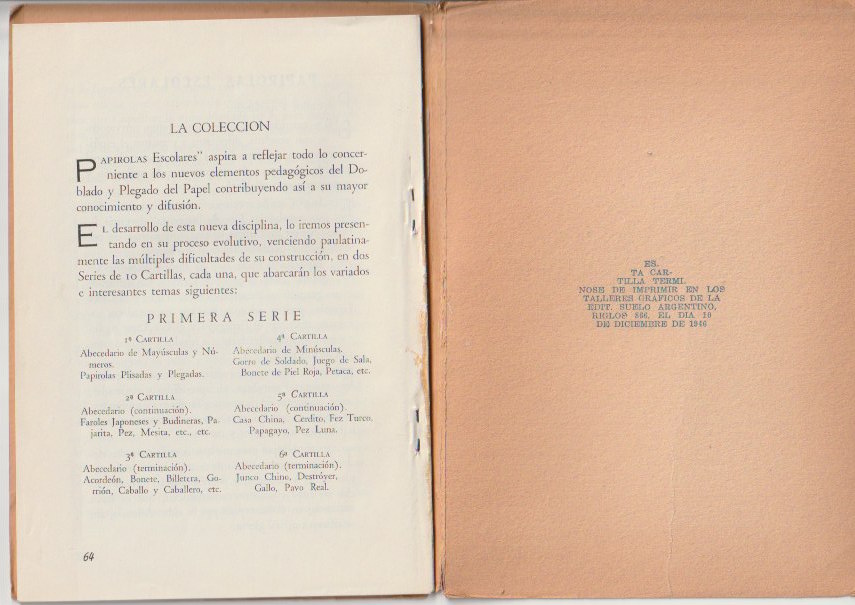 LA COLECCION
PAPIROLAS Escolares" aspira a reflejar todo lo concer-
niente a los nuevos elementos pedagógicos del Do-
blado y Plegado del Papel contribuyendo así a su mayor
conocimiento y difusión.
EL desarrollo de esta nueva disciplina, lo iremos presen-
tando en su proceso evolutivo, venciendo paulatina-
mente las múltiples dificultades de su construcción, en dos
Series de 10 Cartillas, cada una, que abarcarán los variados
e interesantes temas siguientes:
PRIMERA SERIE
1ª CARTILLA
Abecedario de Mayúsculas y Nú-
meros.
Papirolas Plisadas y Plegadas.
2ª CARTILLA
Abecedario (continuación).
Faroles Japoneses y Budineras, Pa-
jarita, Pez, Mesita, etc., etc.
3ª CARTILLA
Abecedario (terminación).
Acordeón, Bonete, Billetera, Go-
rrión, Caballo y Caballero, etc.
4ª CARTILLA
Abecedario de Minúsculas.
Gorro de Soldado, Juego de Sala,
Bonete de Piel Roja, Petaca, etc.
5ª CARTILLA
Abecedario (continuación).
Casa China, Cerdito, Fez Turco,
Papagayo, Pez Luna.
6ª CARTILLA
Abecedario (terminación).
Junco Chino, Destróyer,
Gallo, Pavo Real.
64
ES.
TA CAR-
TILLA TERMI.
NOSE DE IMPRIMIR EN LOS
TALLERES GRÁFICOS DE LA
EDIT. SUELO ARGENTINO,
RIGLOS 866, EL DIA 10
DE DICIEMBRE DE 1946